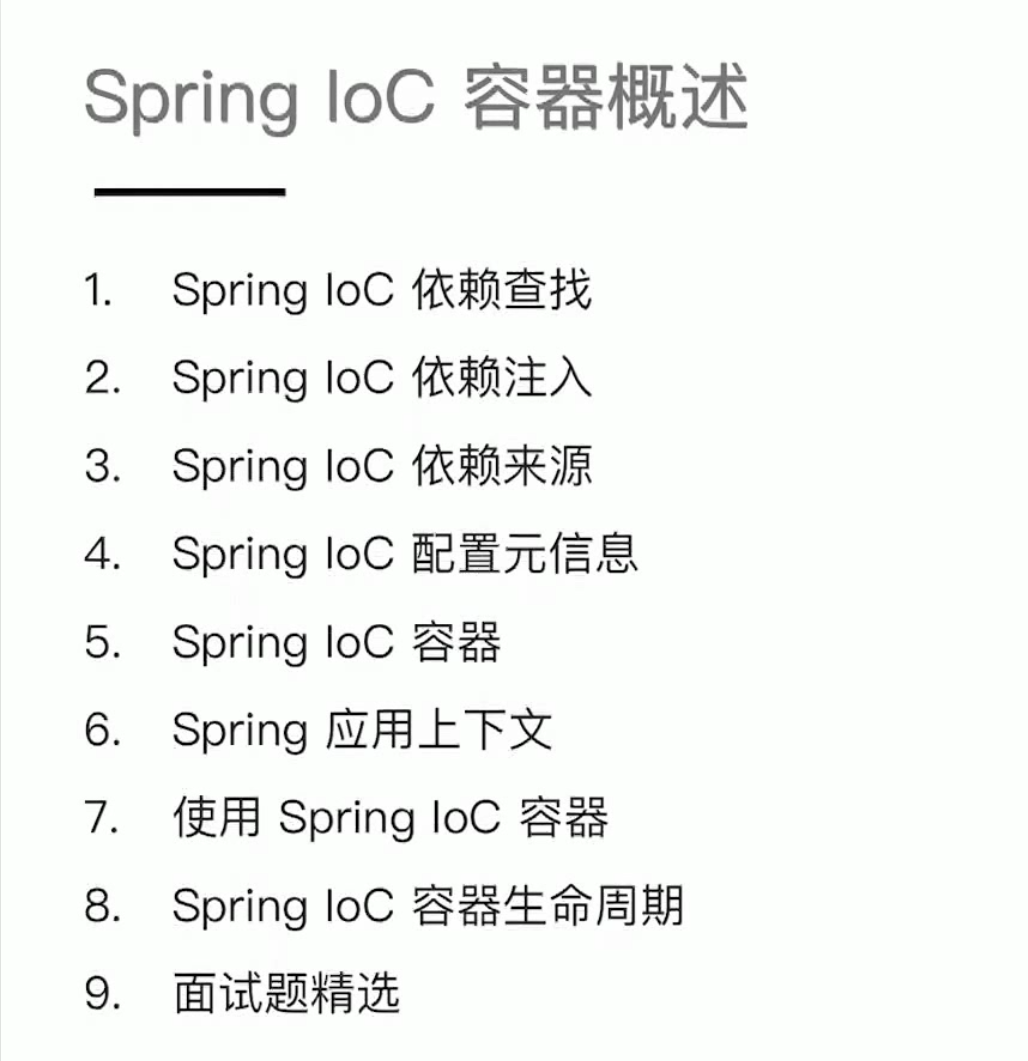 Spring IoC 容器概述
1. Spring IoC 依赖查找
2. Spring IoC 依赖注入
3. Spring IoC 依赖来源
4. Spring IoC 配置元信息
5. Spring IoC 容器
6. Spring 应用上下文
7. 使用 Spring IoC 容器
8. Spring IoC 容器生命周期
9. 面试题精选